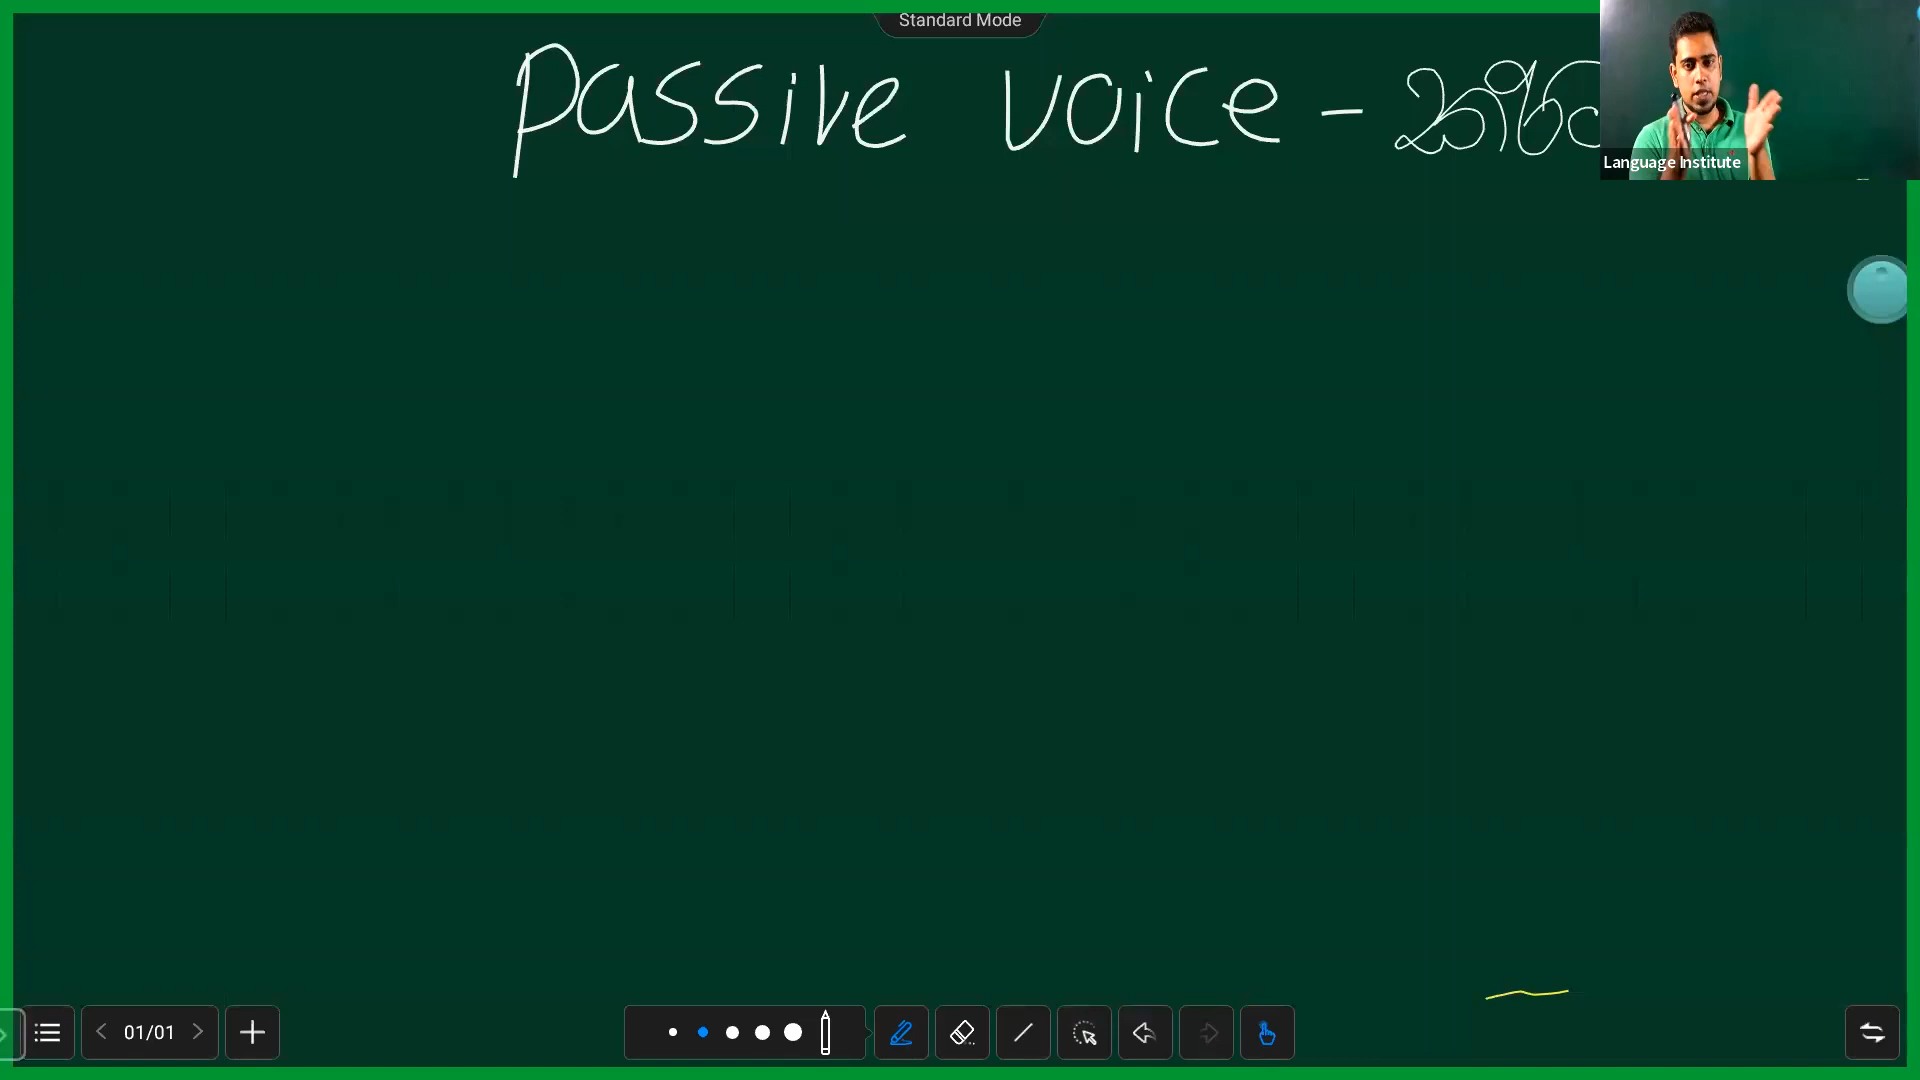 Standard Mode
Passive voice -
Language Institute
01/01